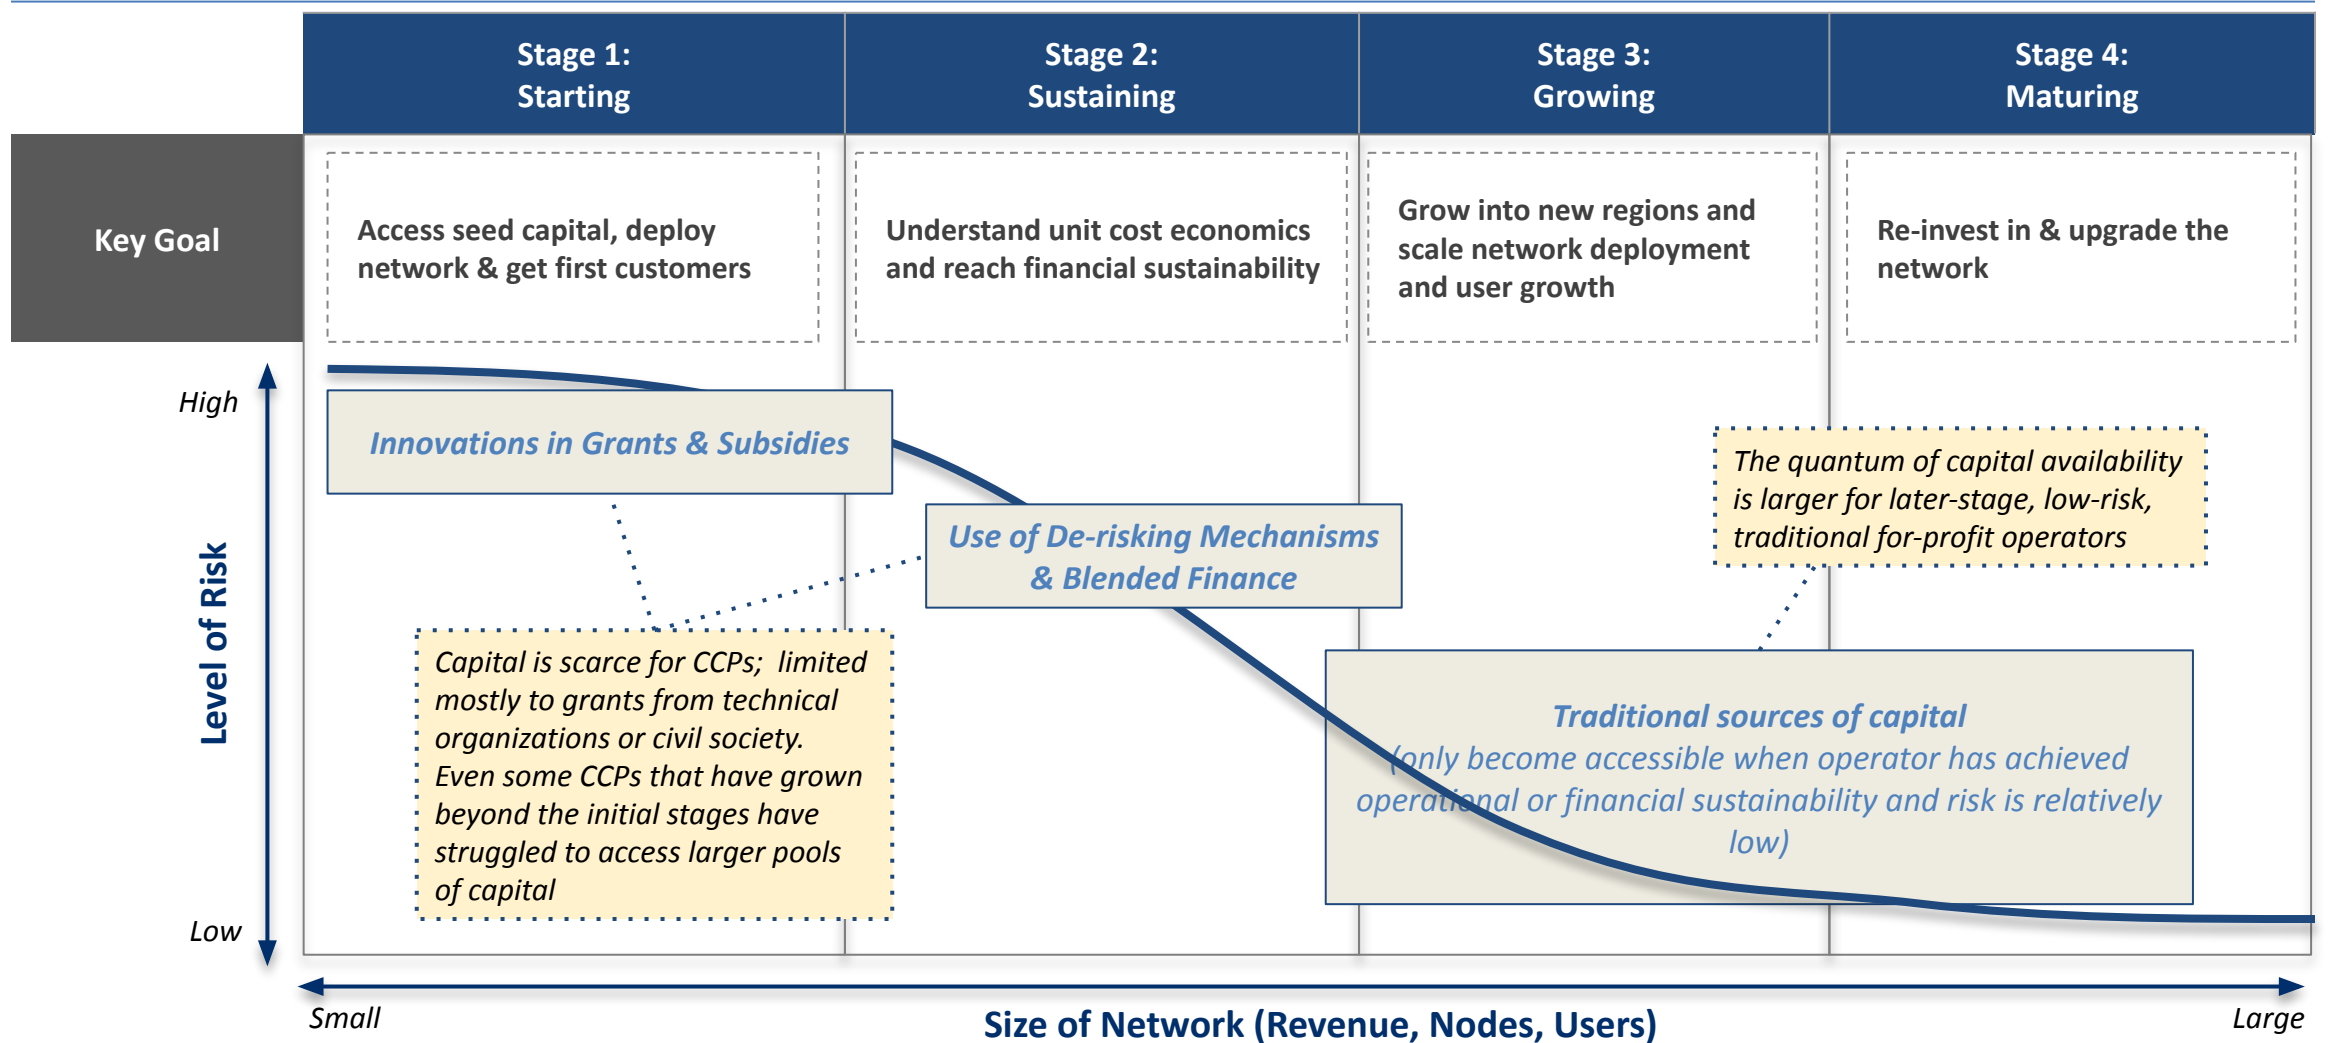 Stage 1:
Starting
Stage 2:
Sustaining
Stage 3:
Growing
Stage 4:
Maturing
Key Goal
Access seed capital, deploy
network & get first customers
Understand unit cost economics
and reach financial sustainability
Grow into new regions and
scale network deployment
and user growth
Re-invest in & upgrade the
network
High
Level of Risk
Low
Innovations in Grants & Subsidies
Use of De-risking Mechanisms
& Blended Finance
The quantum of capital availability
is larger for later-stage, low-risk,
traditional for-profit operators
Capital is scarce for CCPs;  limited
mostly to grants from technical
organizations or civil society.
Even some CCPs that have grown
beyond the initial stages have
struggled to access larger pools
of capital
Traditional sources of capital
(only become accessible when operator has achieved
operational or financial sustainability and risk is relatively
low)
Small
Size of Network (Revenue, Nodes, Users)
Large